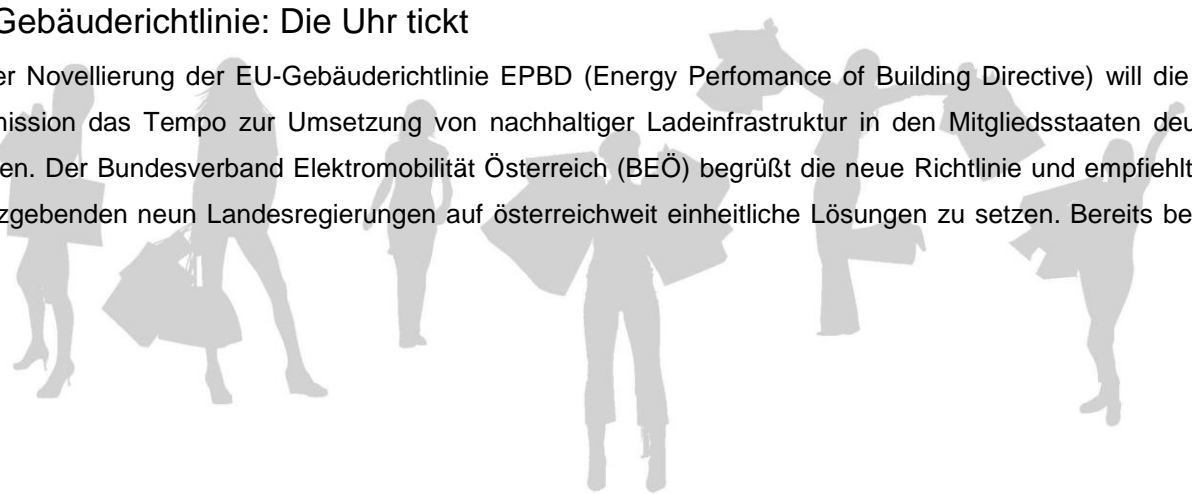 Gebäuderichtlinie: Die Uhr tickt
er Novellierung der EU-Gebäuderichtlinie EPBD (Energy Perfomance of Building Directive) will die
mission das Tempo zur Umsetzung von nachhaltiger Ladeinfrastruktur in den Mitgliedsstaaten deu
en. Der Bundesverband Elektromobilität Österreich (BEÖ) begrüßt die neue Richtlinie und empfiehlt
zgebenden neun Landesregierungen auf österreichweit einheitliche Lösungen zu setzen. Bereits be